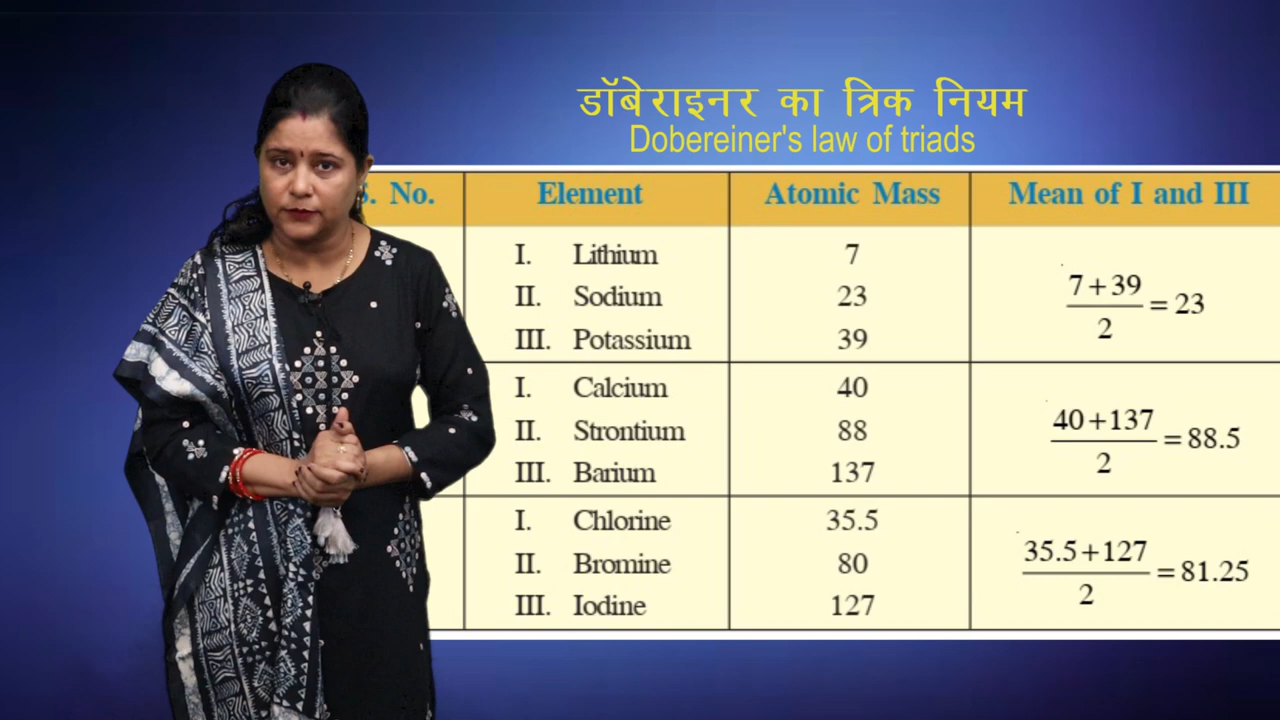 डॉबेराइनर का त्रिक नियम
Dobereiner's law of triads
S. No. Element Atomic Mass Mean of I and III
I. Lithium 7
II. Sodium 23
III. Potassium 39
7+39
2
= 23
I. Calcium 40
II. Strontium 88
III. Barium 137
40+137
2
= 88.5
I. Chlorine 35.5
II. Bromine 80
III. Iodine 127
35.5+127
2
= 81.25